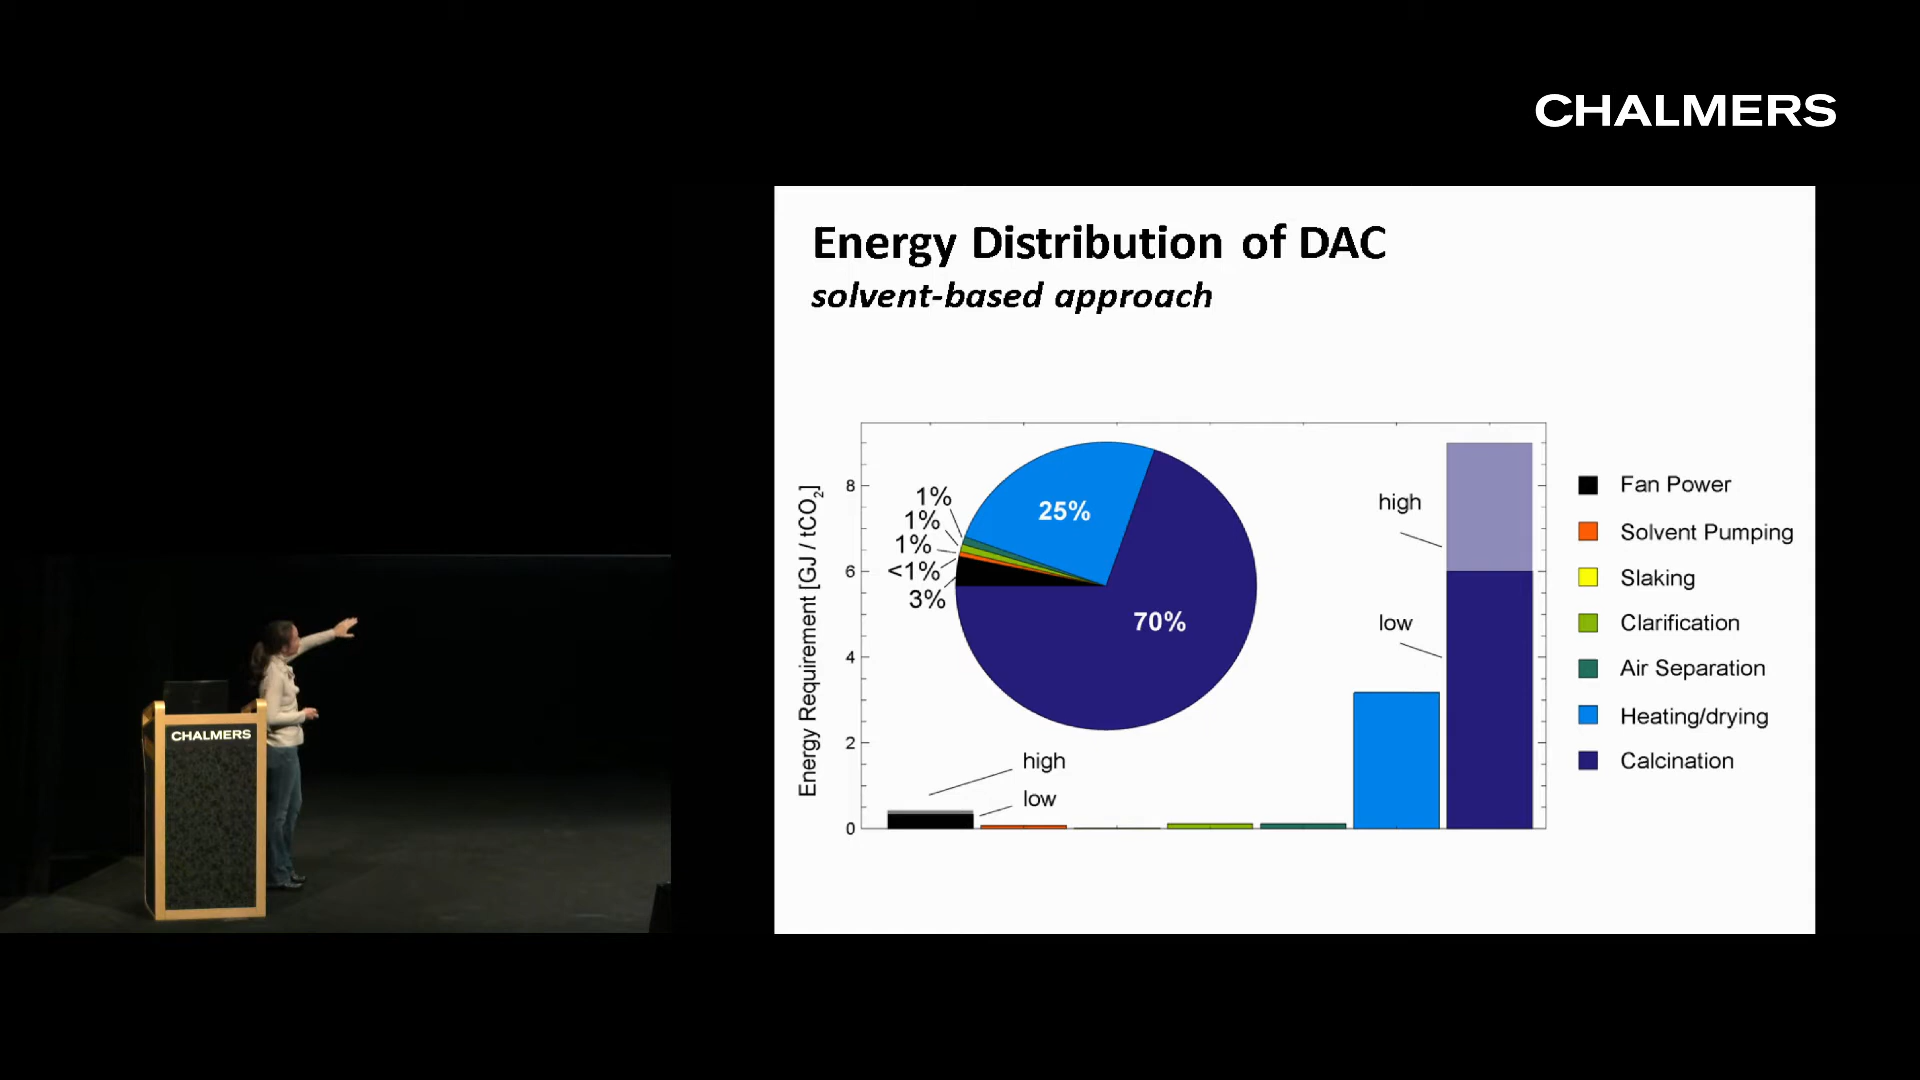 CHALMERS
Energy Distribution of DAC
solvent-based approach
Energy Requirement [GJ / tCO₂]
8
6
4
2
0
1%
1%
1%
<1%
3%
25%
70%
high
low
high
low
Fan Power
Solvent Pumping
Slaking
Clarification
Air Separation
Heating/drying
Calcination
CHALMERS